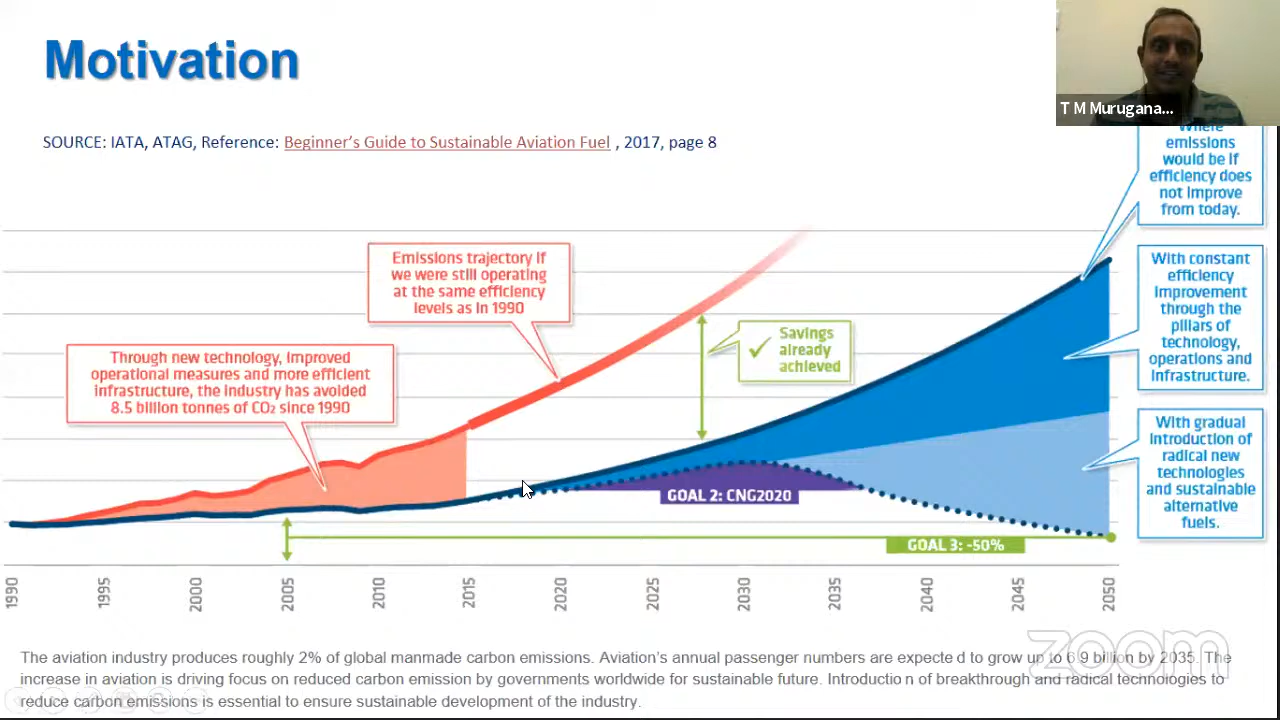 Motivation
T M Murugana...
SOURCE: IATA, ATAG, Reference: Beginner's Guide to Sustainable Aviation Fuel , 2017, page 8
Where
emissions
would be if
efficiency does
not improve
from today.
Emissions trajectory if
we were still operating
at the same efficiency
levels as in 1990
With constant
efficiency
improvement
through the
pillars of
technology,
operations and
infrastructure.
Savings
already
achieved
Through new technology, improved
operational measures and more efficient
infrastructure, the industry has avoided
8.5 billion tonnes of CO₂ since 1990
With gradual
introduction of
radical new
technologies
and sustainable
alternative
fuels.
GOAL 2: CNG2020
GOAL 3: -50%
1990 1995 2000 2005 2010 2015 2020 2025 2030 2035 2040 2045 2050
zoom
The aviation industry produces roughly 2% of global manmade carbon emissions. Aviation's annual passenger numbers are expecte d to grow up to 6.9 billion by 2035. The
increase in aviation is driving focus on reduced carbon emission by governments worldwide for sustainable future. Introductio n of breakthrough and radical technologies to
reduce carbon emissions is essential to ensure sustainable development of the industry.